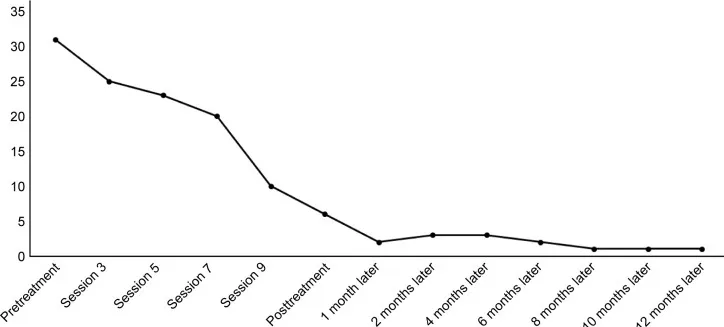 35
30
25
20
15
10
5
0
Pretreatment
Session 3
Session 5
Session 7
Session 9
Posttreatment
1 month later
2 months later
4 months later
6 months later
8 months later
10 months later
12 months later